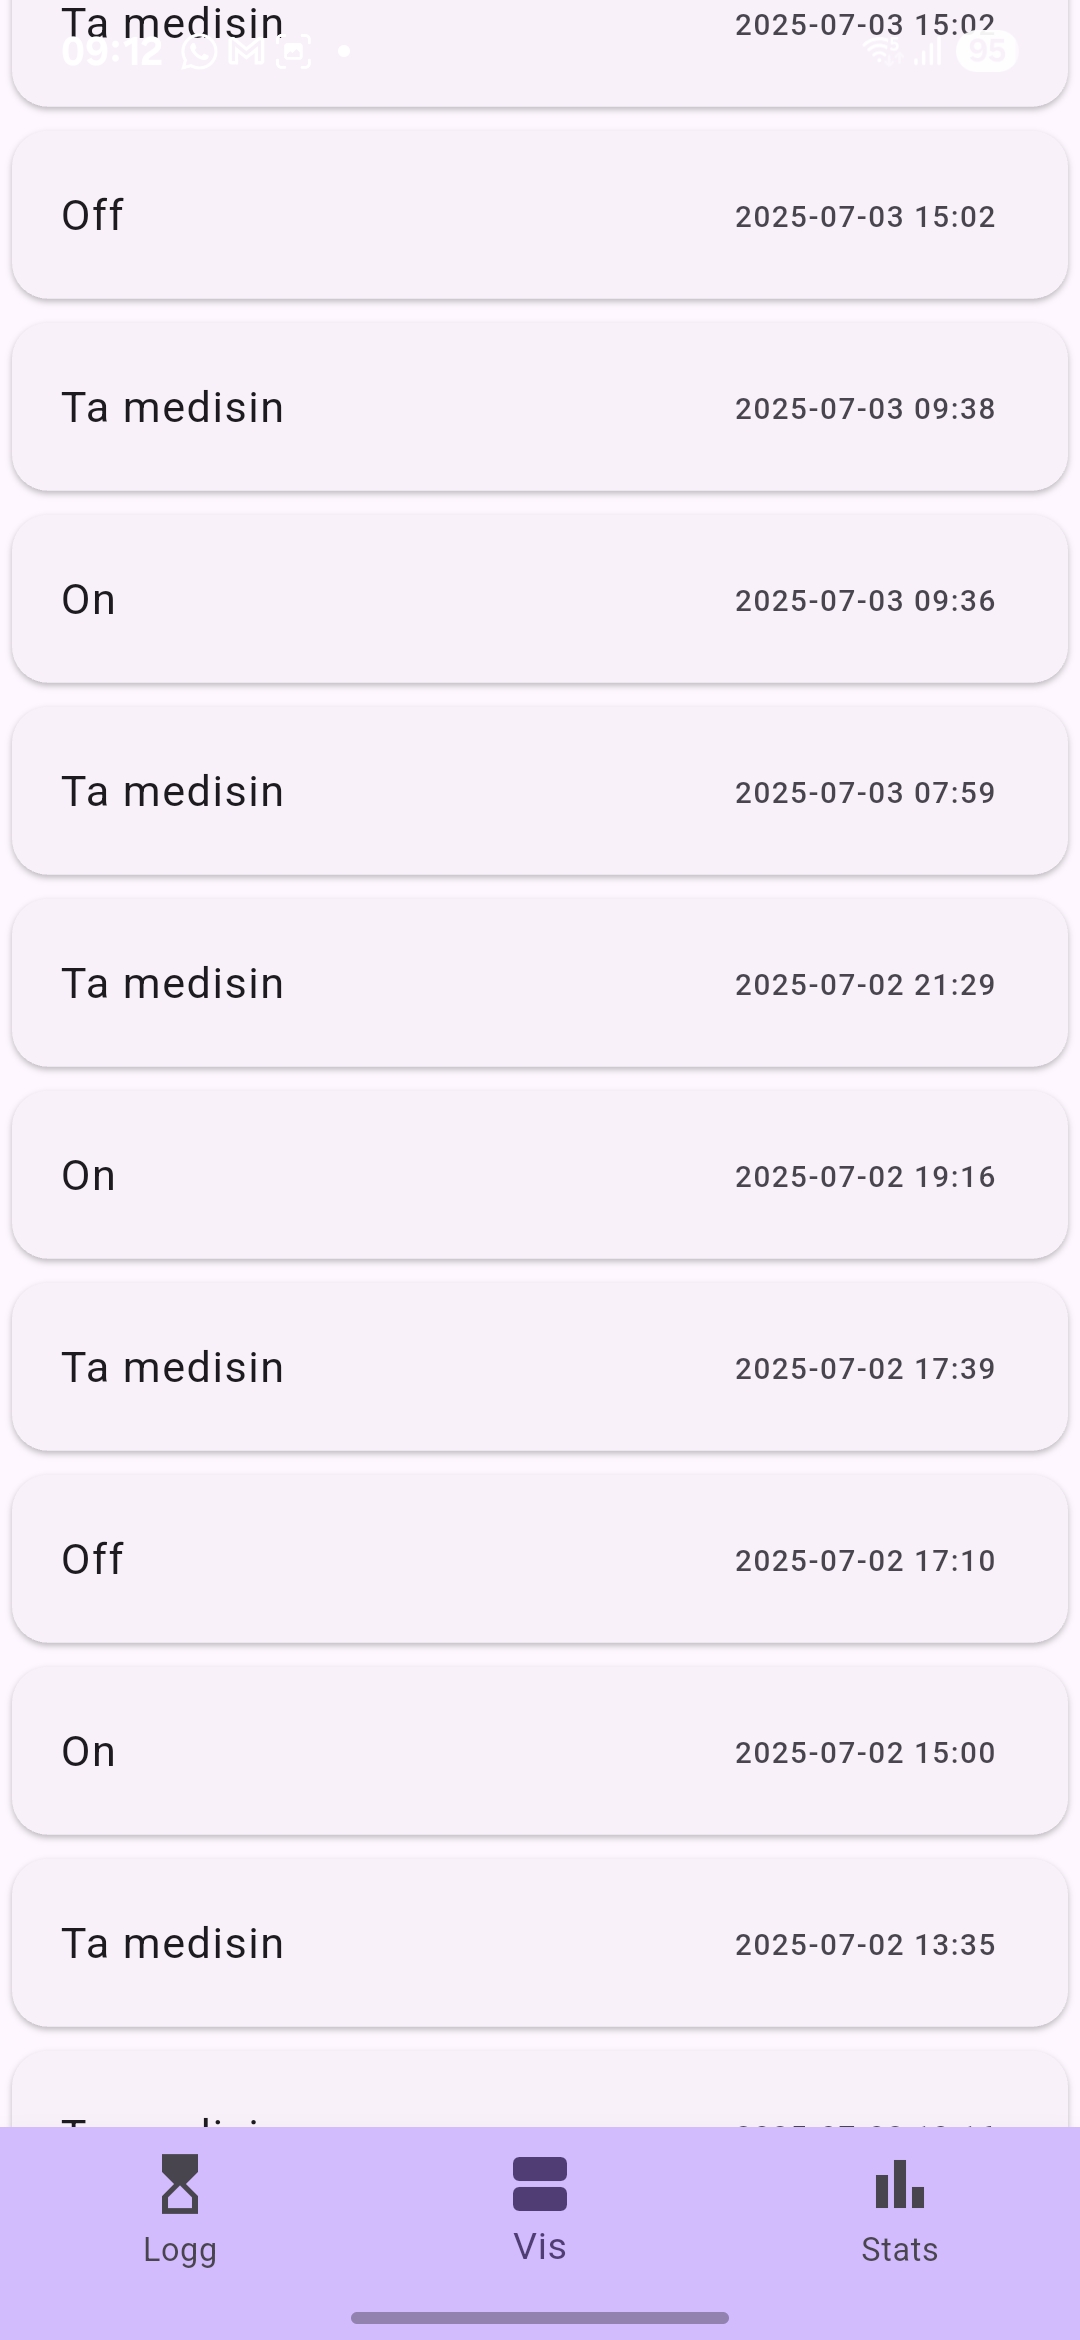 Ta medisin 2025-07-03 15:02
09:12 95
Off 2025-07-03 15:02
Ta medisin 2025-07-03 09:38
On 2025-07-03 09:36
Ta medisin 2025-07-03 07:59
Ta medisin 2025-07-02 21:29
On 2025-07-02 19:16
Ta medisin 2025-07-02 17:39
Off 2025-07-02 17:10
On 2025-07-02 15:00
Ta medisin 2025-07-02 13:35
Logg Vis Stats